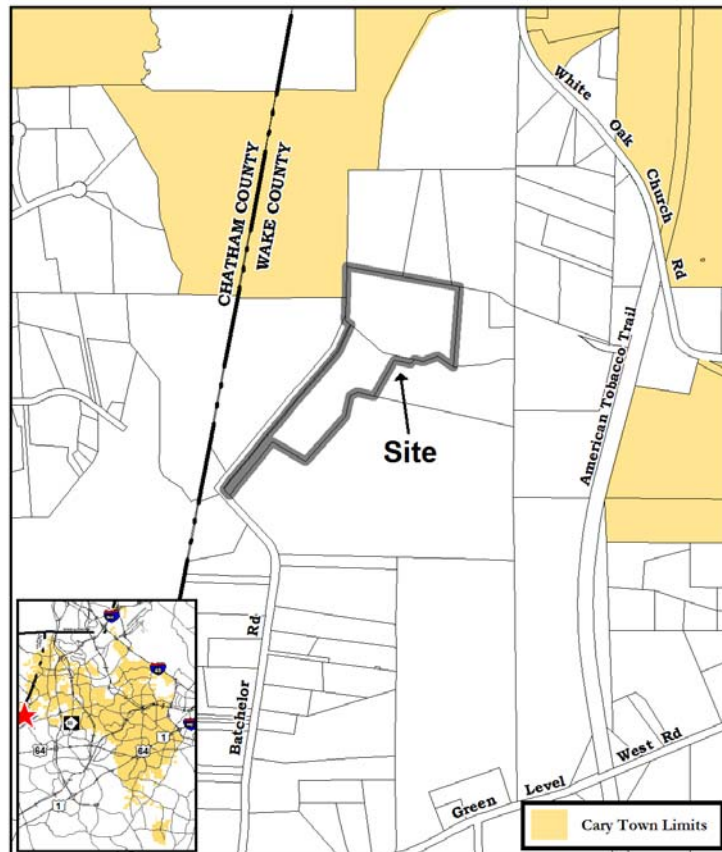 White Oak Church Rd
CHATHAM COUNTY
WAKE COUNTY
American Tobacco Trail
Site
Batchelor Rd
Green Level West Rd
64
64
1
1
Cary Town Limits